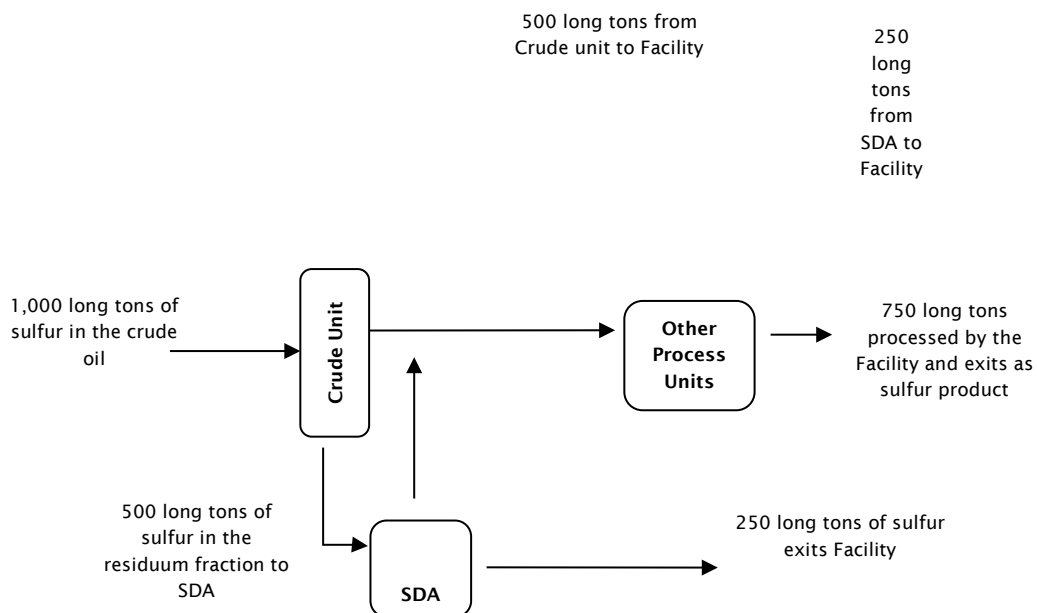 500 long tons from
Crude unit to Facility
250
long
tons
from
SDA to
Facility
1,000 long tons of
sulfur in the crude
oil
Crude Unit
Other
Process
Units
750 long tons
processed by the
Facility and exits as
sulfur product
500 long tons of
sulfur in the
residuum fraction to
SDA
SDA
250 long tons of sulfur
exits Facility